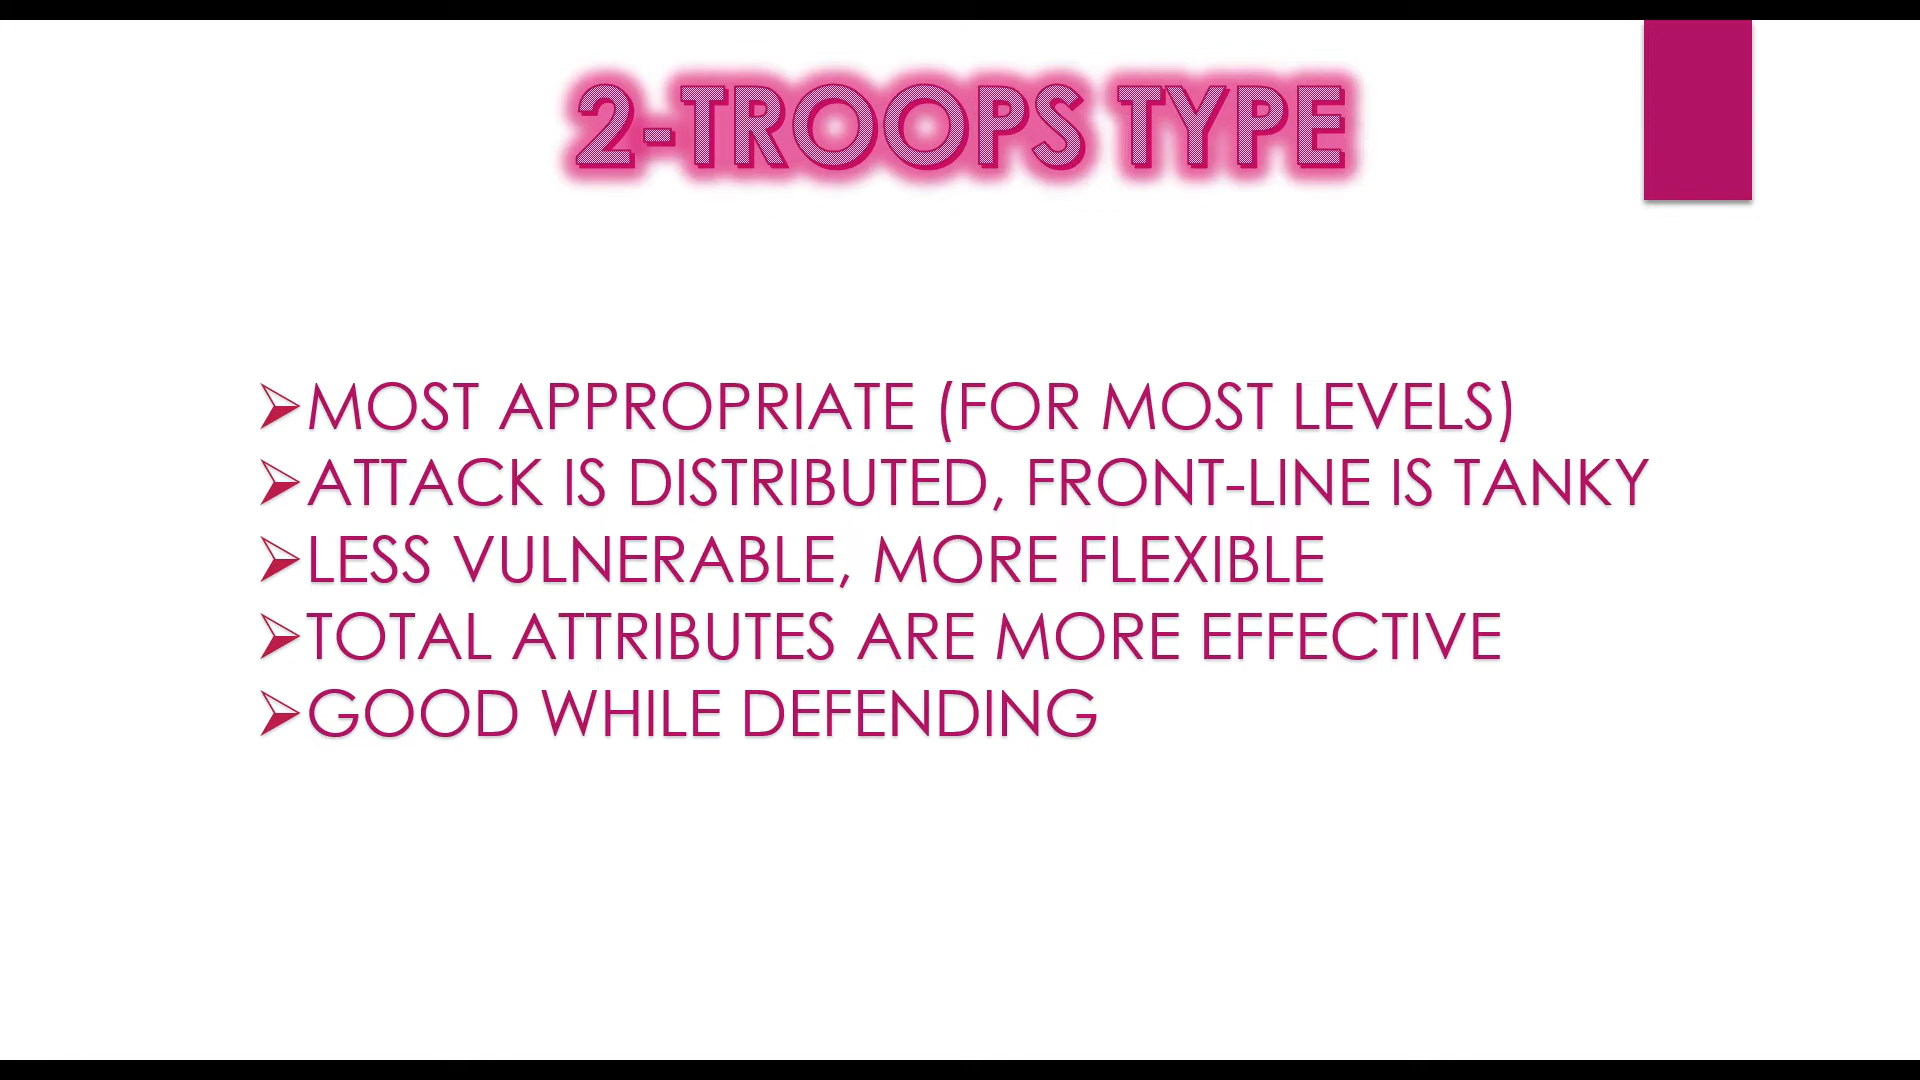 2-TROOPS TYPE
➢MOST APPROPRIATE (FOR MOST LEVELS)
➢ATTACK IS DISTRIBUTED, FRONT-LINE IS TANKY
➢LESS VULNERABLE, MORE FLEXIBLE
➢TOTAL ATTRIBUTES ARE MORE EFFECTIVE
➢GOOD WHILE DEFENDING